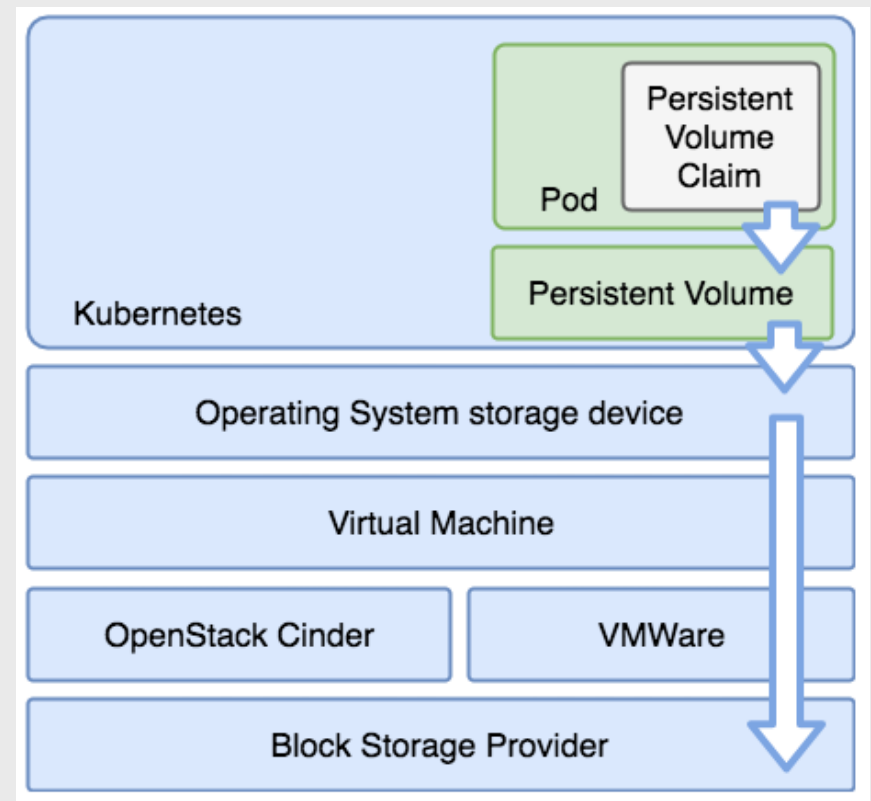 Persistent
Volume
Claim
Pod
Persistent Volume
Kubernetes
Operating System storage device
Virtual Machine
OpenStack Cinder
VMWare
Block Storage Provider